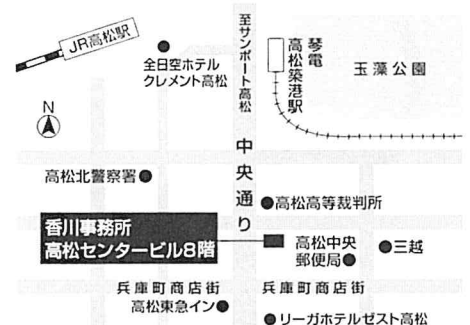 JR高松駅
全日空ホテル
クレメント高松
至サンポート高松
琴電
高松築港駅
玉藻公園
N
中央通り
高松北警察署
高松高等裁判所
香川事務所
高松センタービル8階
高松中央
郵便局
三越
兵庫町商店街
兵庫町商店街
高松東急イン
リーガホテルゼスト高松